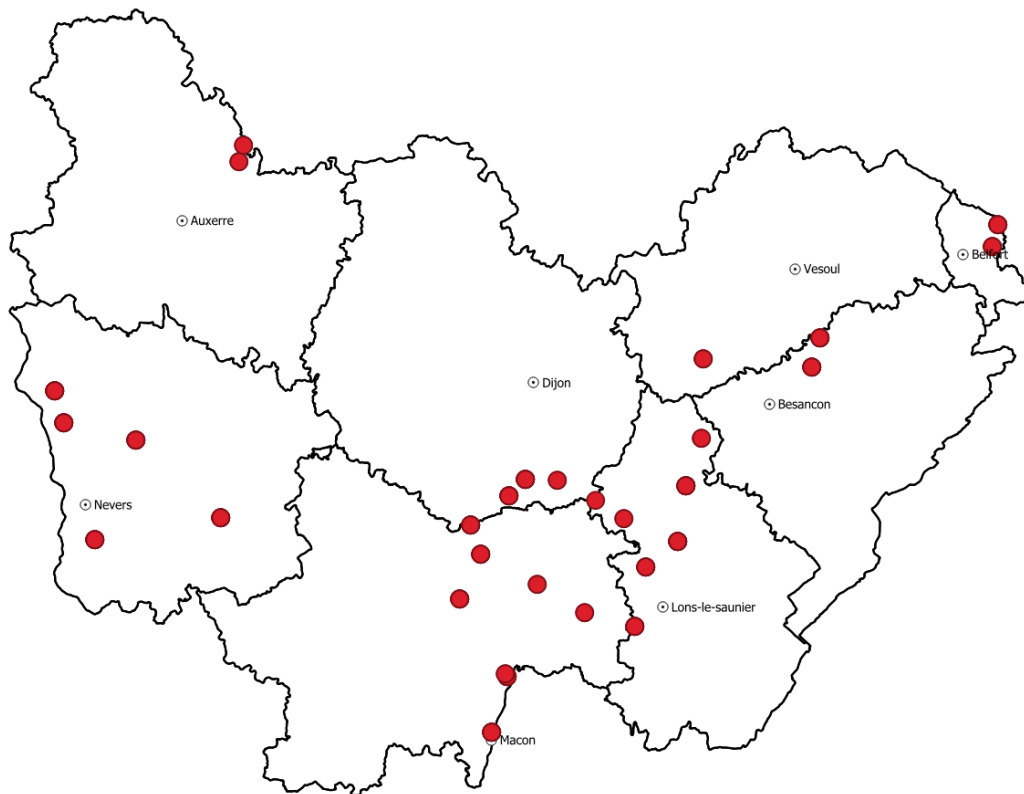 Auxerre
Belfort
Vesoul
Dijon
Besancon
Nevers
Lons-le-saunier
Macon